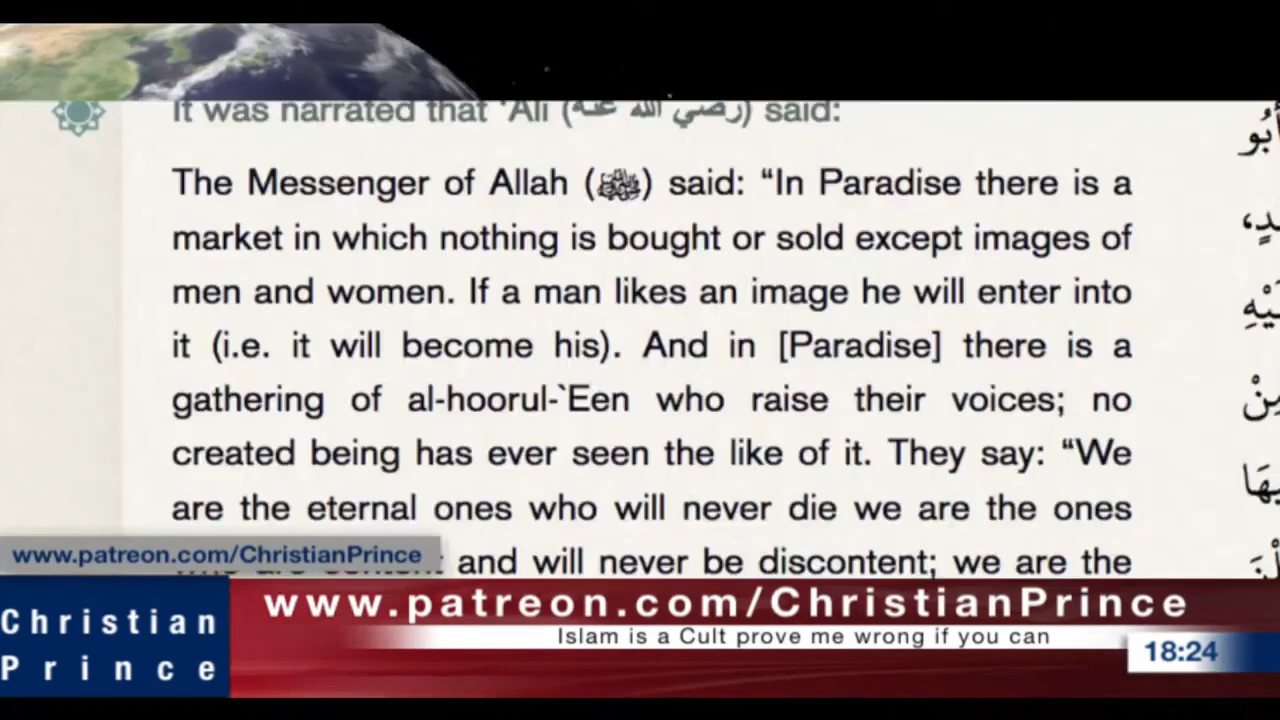 It was narrated that 'Ali (رضي الله عنه) said:
The Messenger of Allah (ﷺ) said: “In Paradise there is a
market in which nothing is bought or sold except images of
men and women. If a man likes an image he will enter into
it (i.e. it will become his). And in [Paradise] there is a
gathering of al-hoorul-`Een who raise their voices; no
created being has ever seen the like of it. They say: “We
are the eternal ones who will never die we are the ones
and will never be discontent; we are the
www.patreon.com/ChristianPrince
www.patreon.com/ChristianPrince
Islam is a Cult prove me wrong if you can
Christian
Prince
18:24